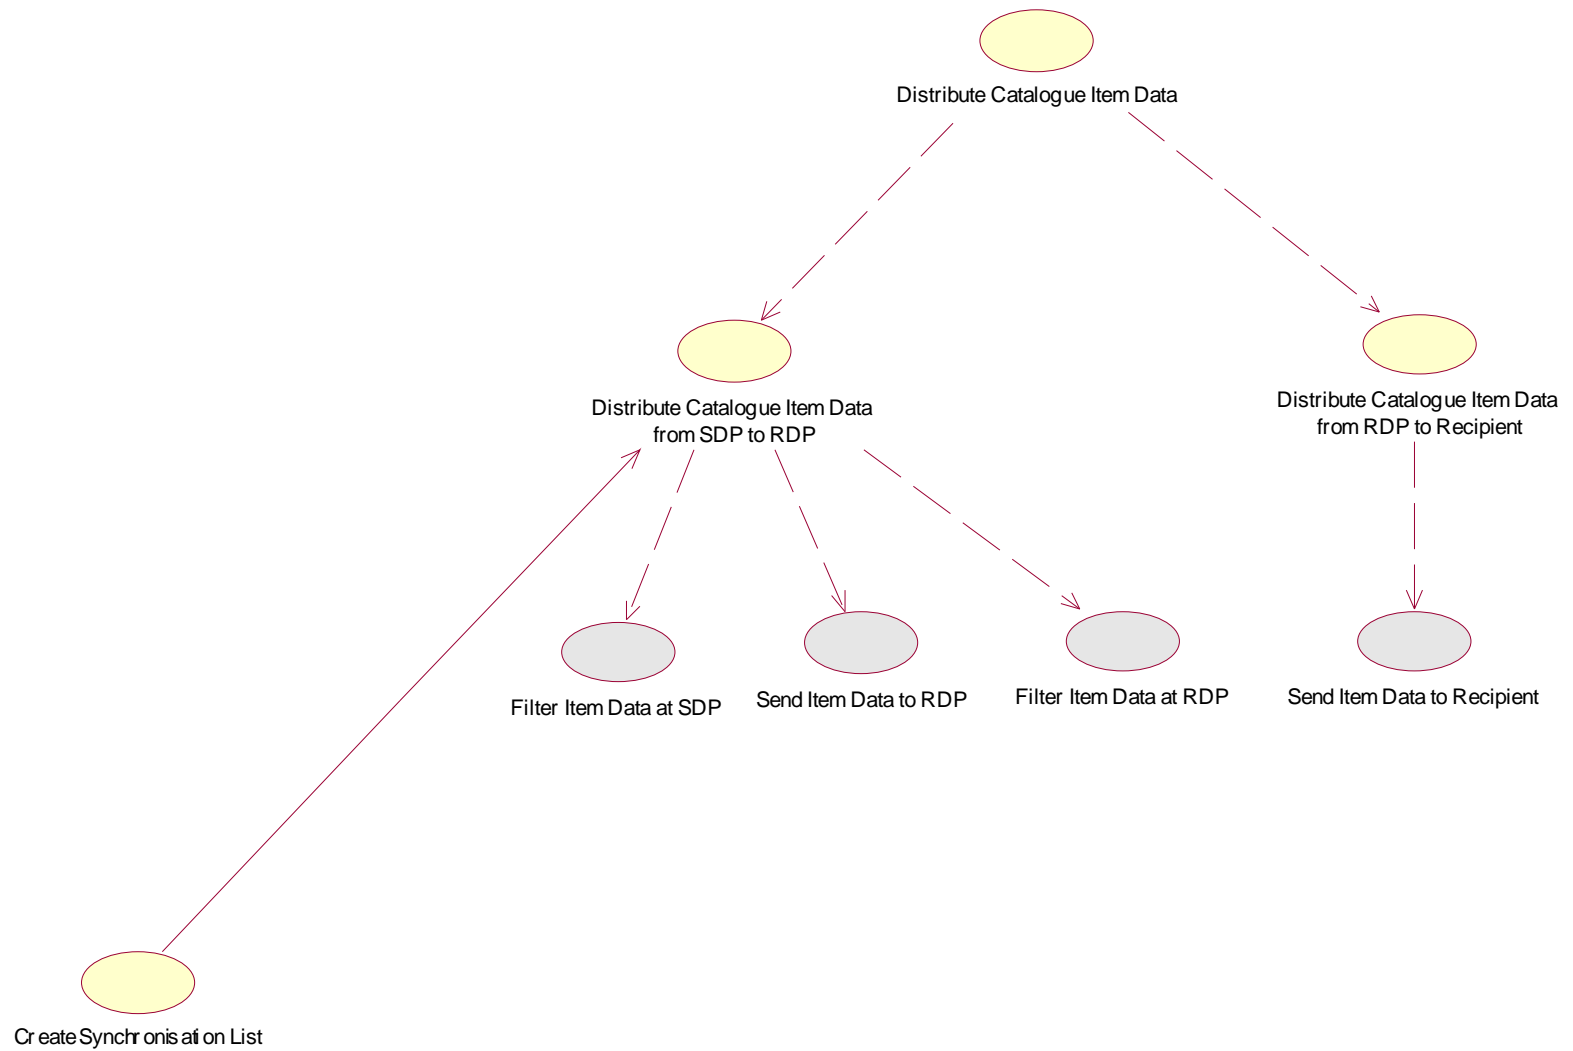 Distribute Catalogue Item Data
Distribute Catalogue Item Data
from SDP to RDP
Distribute Catalogue Item Data
from RDP to Recipient
Filter Item Data at SDP
Send Item Data to RDP
Filter Item Data at RDP
Send Item Data to Recipient
Create Synchronisation List